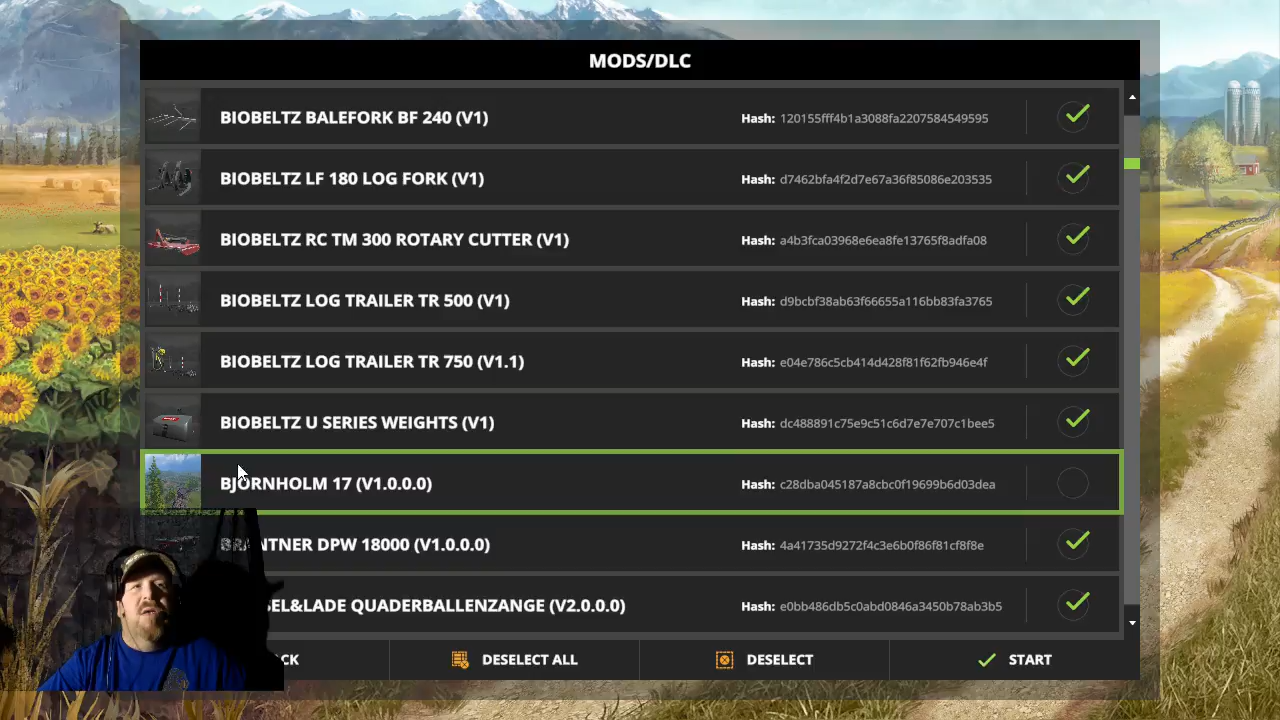 MODS/DLC
BIOBELTZ BALEFORK BF 240 (V1) Hash: 120155fff4b1a3088fa2207584549595
BIOBELTZ LF 180 LOG FORK (V1) Hash: d7462bfa4f2d7e67a36f85086e203535
BIOBELTZ RC TM 300 ROTARY CUTTER (V1) Hash: a4b3fca03968e6ea8fe13765f8adfa08
BIOBELTZ LOG TRAILER TR 500 (V1) Hash: d9bcbf38ab63f66655a116bb83fa3765
BIOBELTZ LOG TRAILER TR 750 (V1.1) Hash: e04e786c5cb414d428f81f62fb946e4f
BIOBELTZ U SERIES WEIGHTS (V1) Hash: dc488891c75e9c51c6d7e7e707c1bee5
BJORNHOLM 17 (V1.0.0.0) Hash: c28dba045187a8cbc0f19699b6d03dea
BRANTNER DPW 18000 (V1.0.0.0) Hash: 4a41735d9272f4c3e6b0f86f81cf8f8e
SEL&LADE QUADERBALLENZANGE (V2.0.0.0) Hash: e0bb486db5c0abd0846a3450b78ab3b5
CK DESELECT ALL DESELECT START